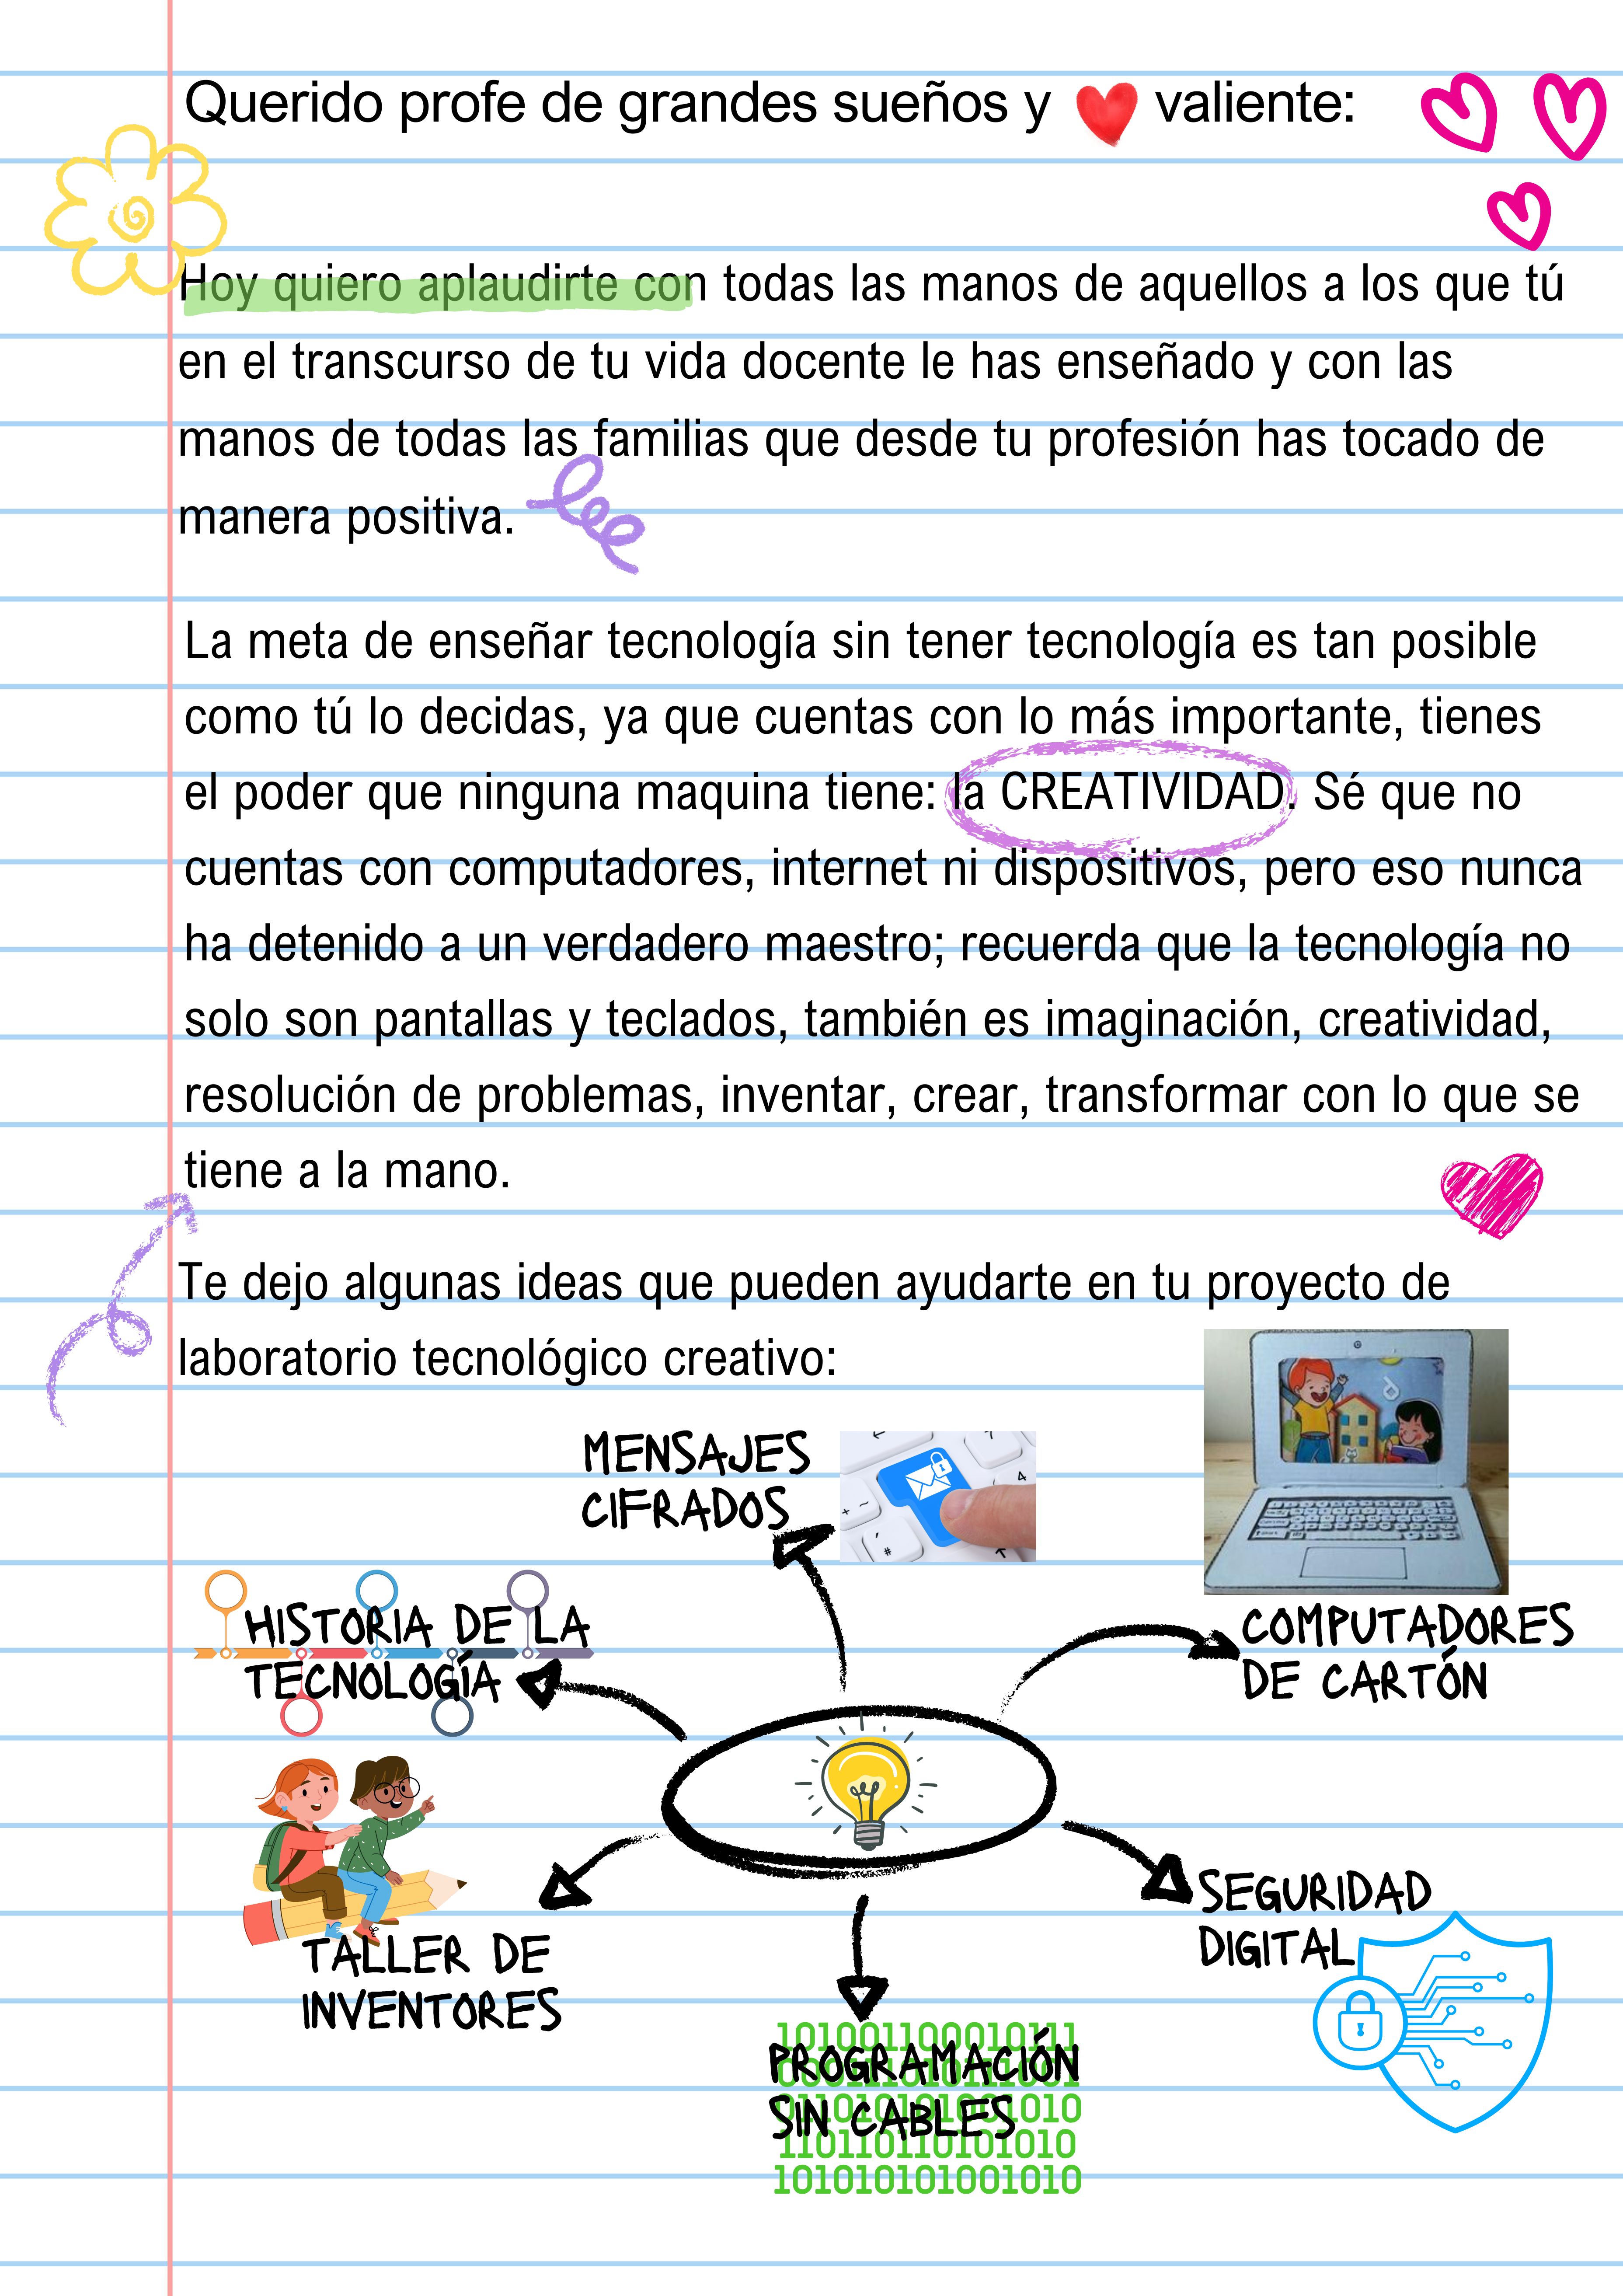 Querido profe de grandes sueños y valiente:
Hoy quiero aplaudirte con todas las manos de aquellos a los que tú
en el transcurso de tu vida docente le has enseñado y con las
manos de todas las familias que desde tu profesión has tocado de
manera positiva.
La meta de enseñar tecnología sin tener tecnología es tan posible
como tú lo decidas, ya que cuentas con lo más importante, tienes
el poder que ninguna maquina tiene: la CREATIVIDAD. Sé que no
cuentas con computadores, internet ni dispositivos, pero eso nunca
ha detenido a un verdadero maestro; recuerda que la tecnología no
solo son pantallas y teclados, también es imaginación, creatividad,
resolución de problemas, inventar, crear, transformar con lo que se
tiene a la mano.
Te dejo algunas ideas que pueden ayudarte en tu proyecto de
laboratorio tecnológico creativo:
MENSAJES
CIFRADOS
HISTORIA DE LA
TECNOLOGÍA
COMPUTADORES
DE CARTÓN
TALLER DE
INVENTORES
SEGURIDAD
DIGITAL
PROGRAMACIÓN
SIN CABLES
110110110101010
101010101001010